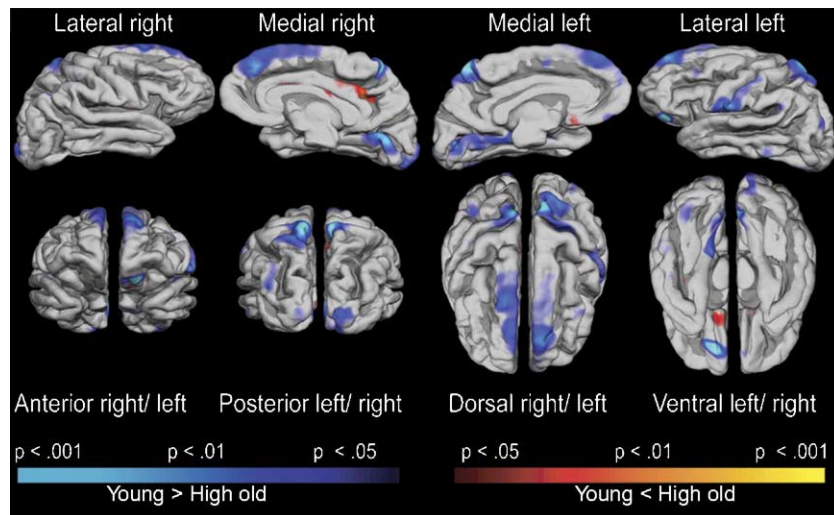 Lateral right Medial right Medial left Lateral left
Anterior right/ left Posterior left/ right Dorsal right/ left Ventral left/ right
p < .001 p < .01 p < .05 p < .05 p < .01 p < .001
Young > High old Young < High old